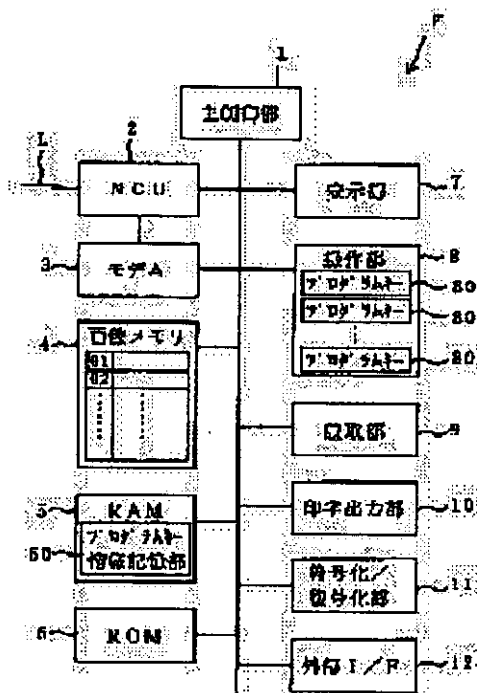 F
1
主制御部
L
2
NCU
7
表示部
3
モデム
操作部
8
プログラムキー
80
プログラムキー
80
プログラムキー
80
4
画像メモリ
01
02
読取部
9
5
RAM
プログラムキー
50
情報記憶部
印字出力部
10
符号化/
復号化部
11
6
ROM
外部I/F
12